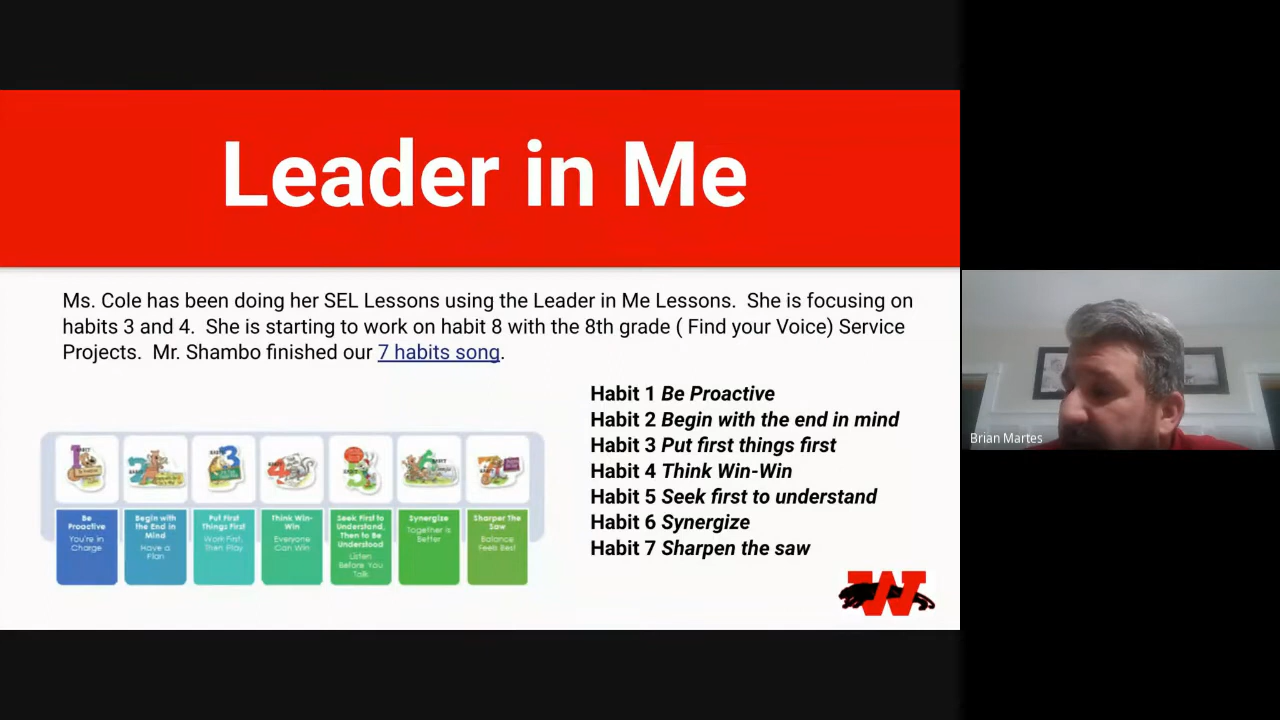 Leader in Me
Ms. Cole has been doing her SEL Lessons using the Leader in Me Lessons. She is focusing on
habits 3 and 4. She is starting to work on habit 8 with the 8th grade ( Find your Voice) Service
Projects. Mr. Shambo finished our 7 habits song.
Habit 1 Be Proactive
Habit 2 Begin with the end in mind
Habit 3 Put first things first
Habit 4 Think Win-Win
Habit 5 Seek first to understand
Habit 6 Synergize
Habit 7 Sharpen the saw
Be
Proactive
You're in
Charge
Begin with
the End in
Mind
Have a
Plan
Put First
Things First
Work First,
Then Play
Think Win-
Win
Everyone
Can Win
Seek First to
Understand,
Then to Be
Understood
Listen
Before You
Talk
Synergize
Together is
Better
Sharpen The
Saw
Balance
Feels Best
W
Brian Martes